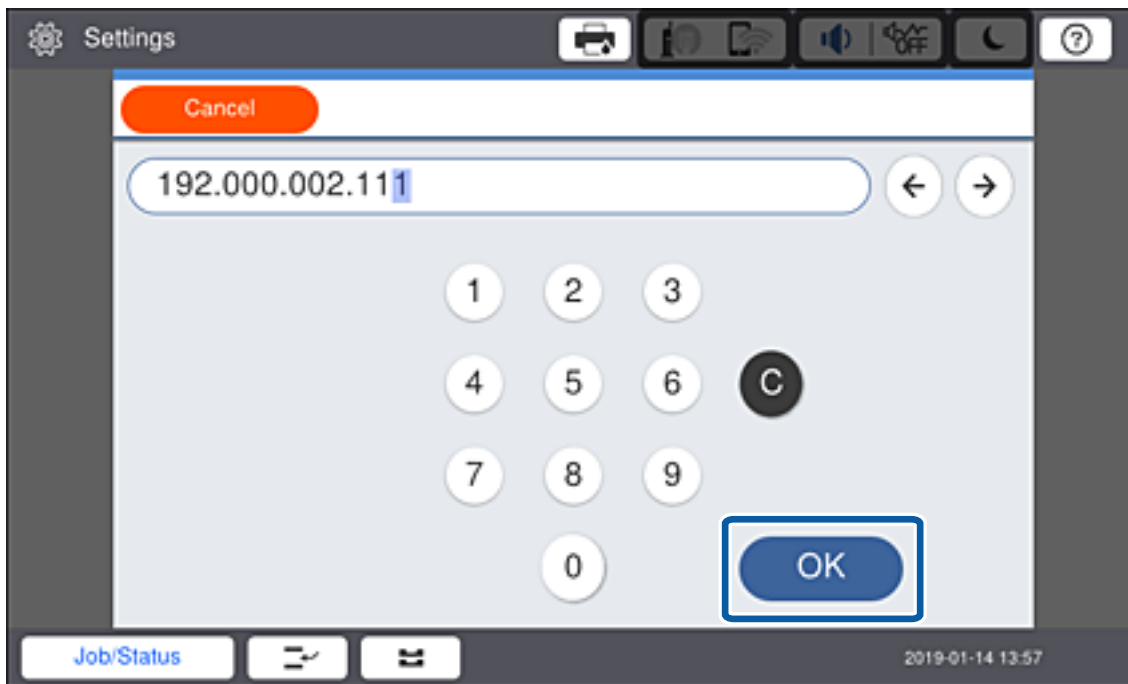 Settings
OFF
?
Cancel
192.000.002.111
1 2 3
4 5 6 C
7 8 9
0 OK
Job/Status
2019-01-14 13:57